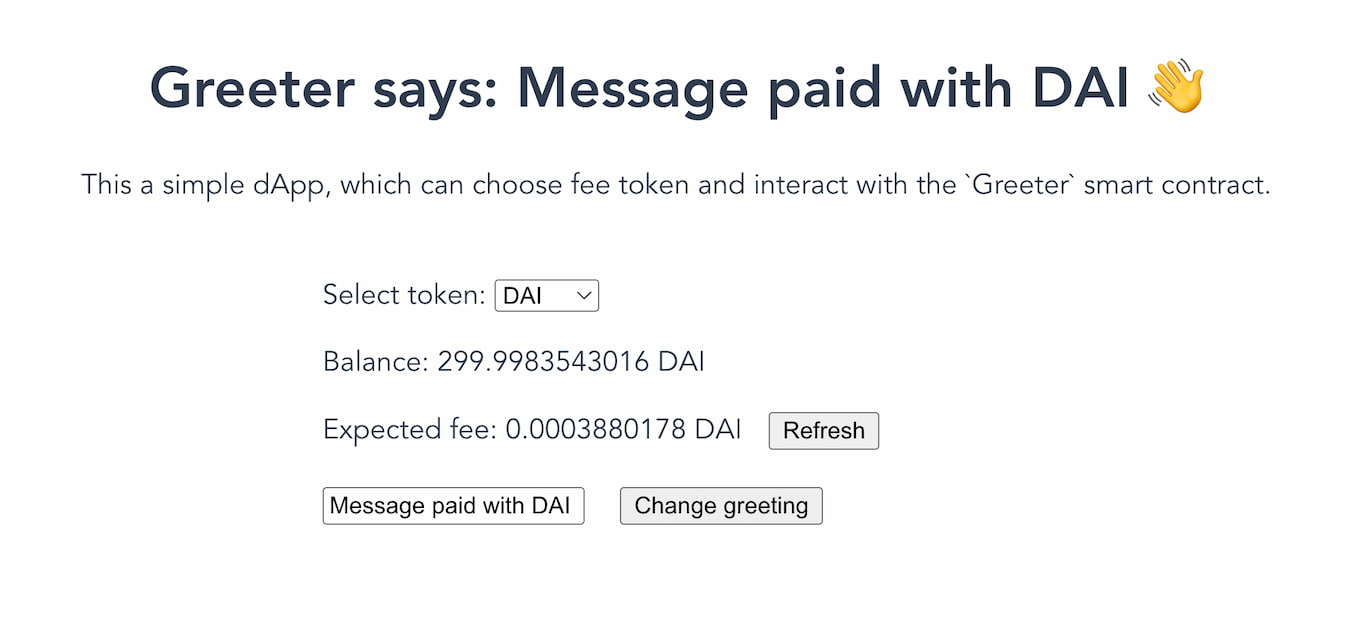 Greeter says: Message paid with DAI 👋
This a simple dApp, which can choose fee token and interact with the `Greeter` smart contract.
Select token: DAI
Balance: 299.9983543016 DAI
Expected fee: 0.0003880178 DAI Refresh
Message paid with DAI Change greeting